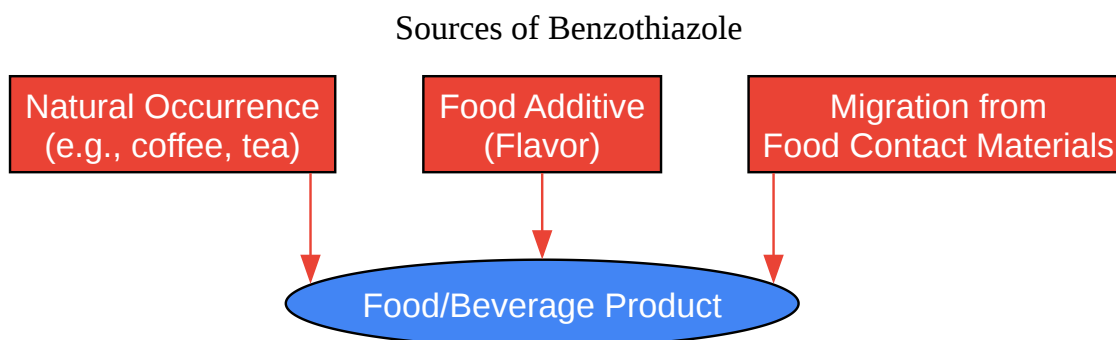 Sources of Benzothiazole
Natural Occurrence
(e.g., coffee, tea)
Food Additive
(Flavor)
Migration from
Food Contact Materials
Food/Beverage Product